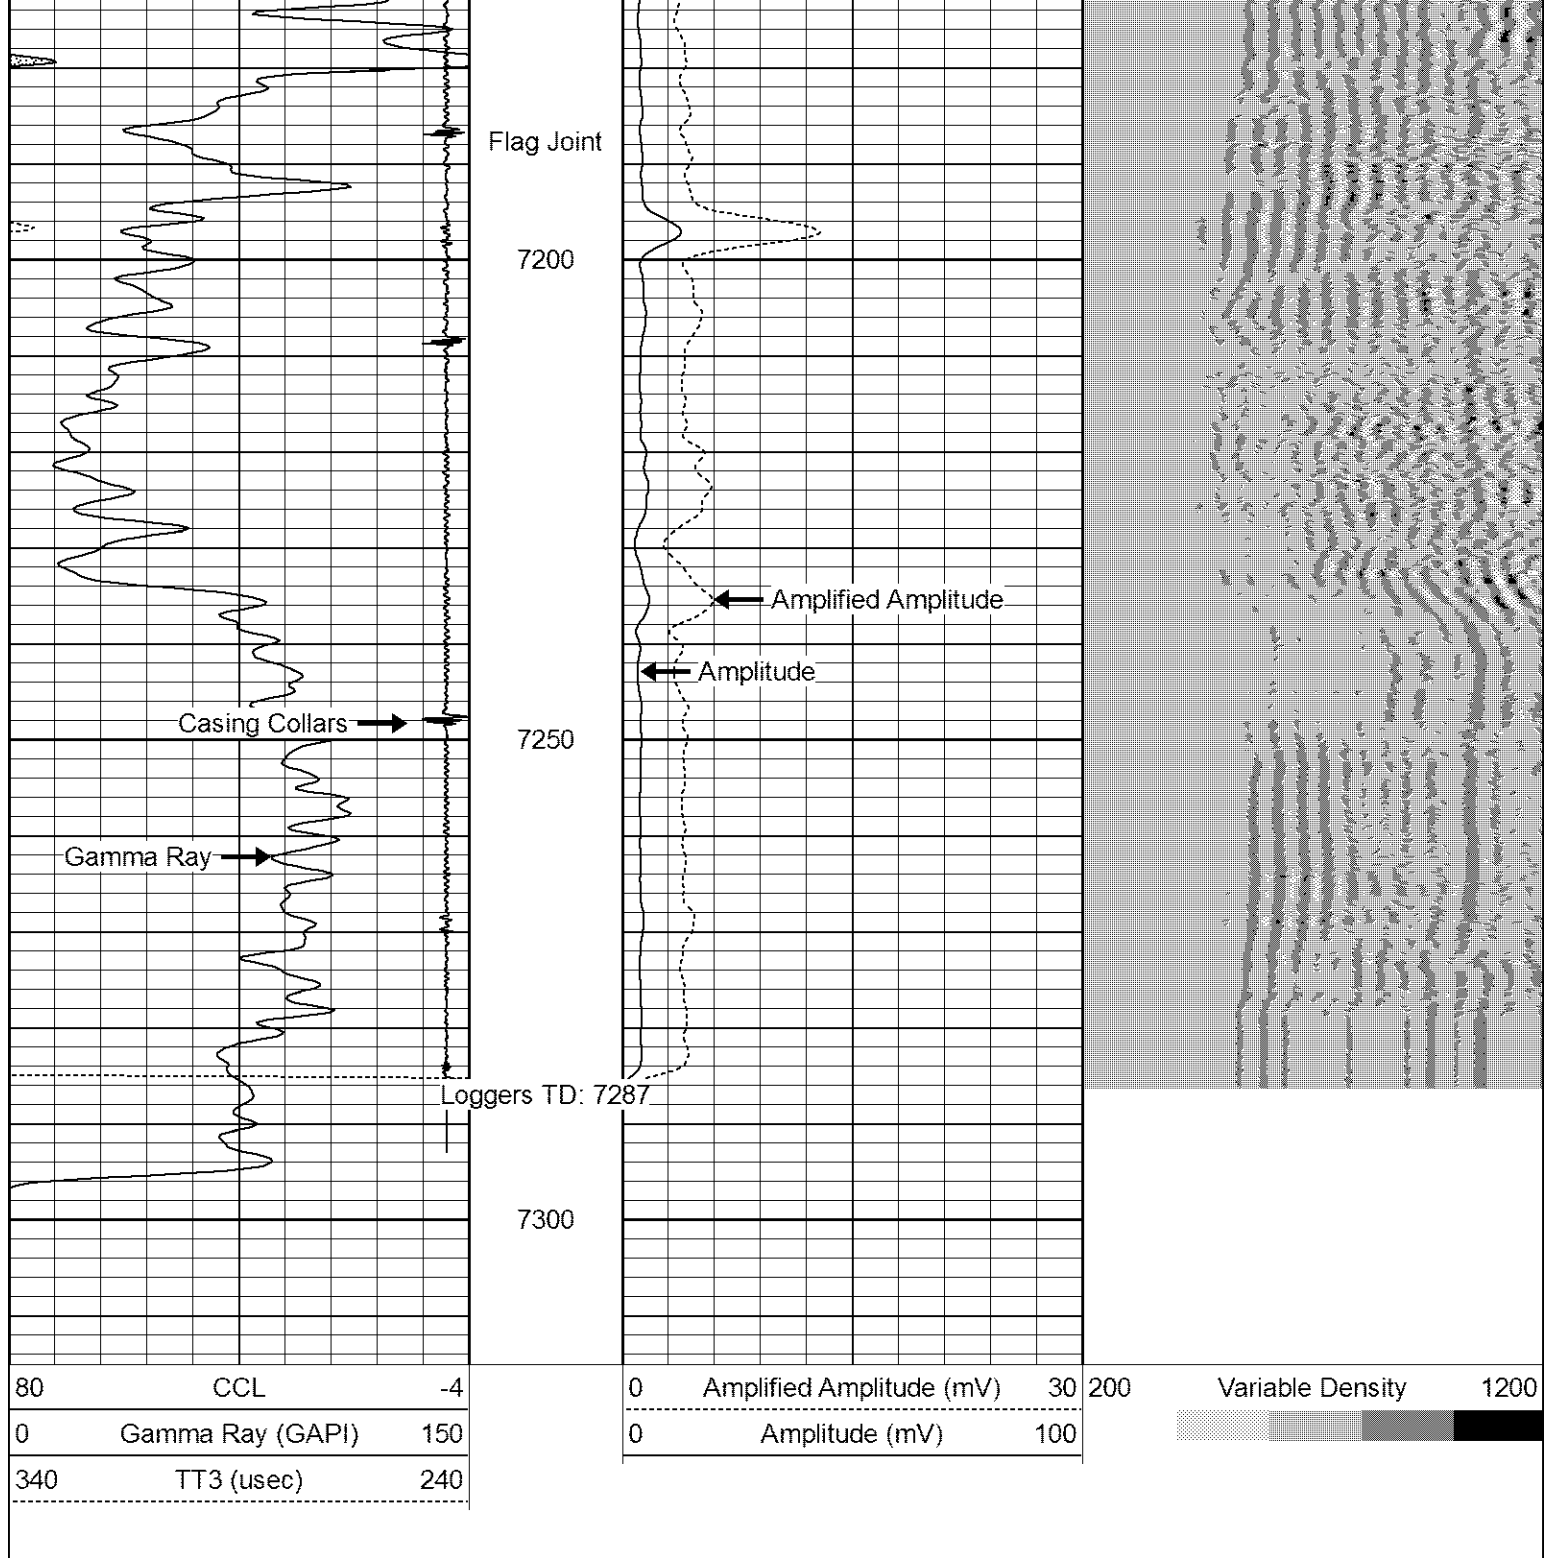 Flag Joint
7200
Amplified Amplitude
Amplitude
Casing Collars
7250
Gamma Ray
Loggers TD: 7287
7300
80 CCL -4
0 Gamma Ray (GAPI) 150
340 TT3 (usec) 240
0 Amplified Amplitude (mV) 30
0 Amplitude (mV) 100
200 Variable Density 1200